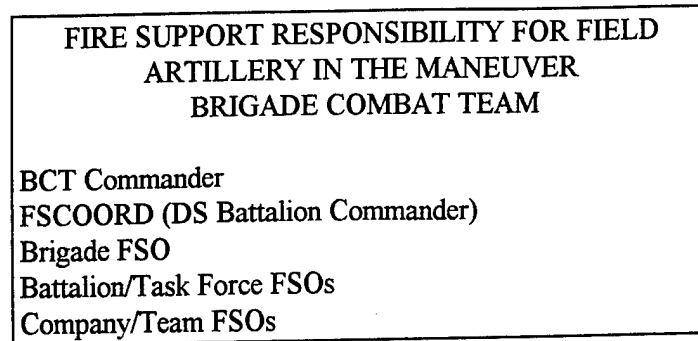 FIRE SUPPORT RESPONSIBILITY FOR FIELD
ARTILLERY IN THE MANEUVER
BRIGADE COMBAT TEAM
BCT Commander
FSCOORD (DS Battalion Commander)
Brigade FSO
Battalion/Task Force FSOs
Company/Team FSOs